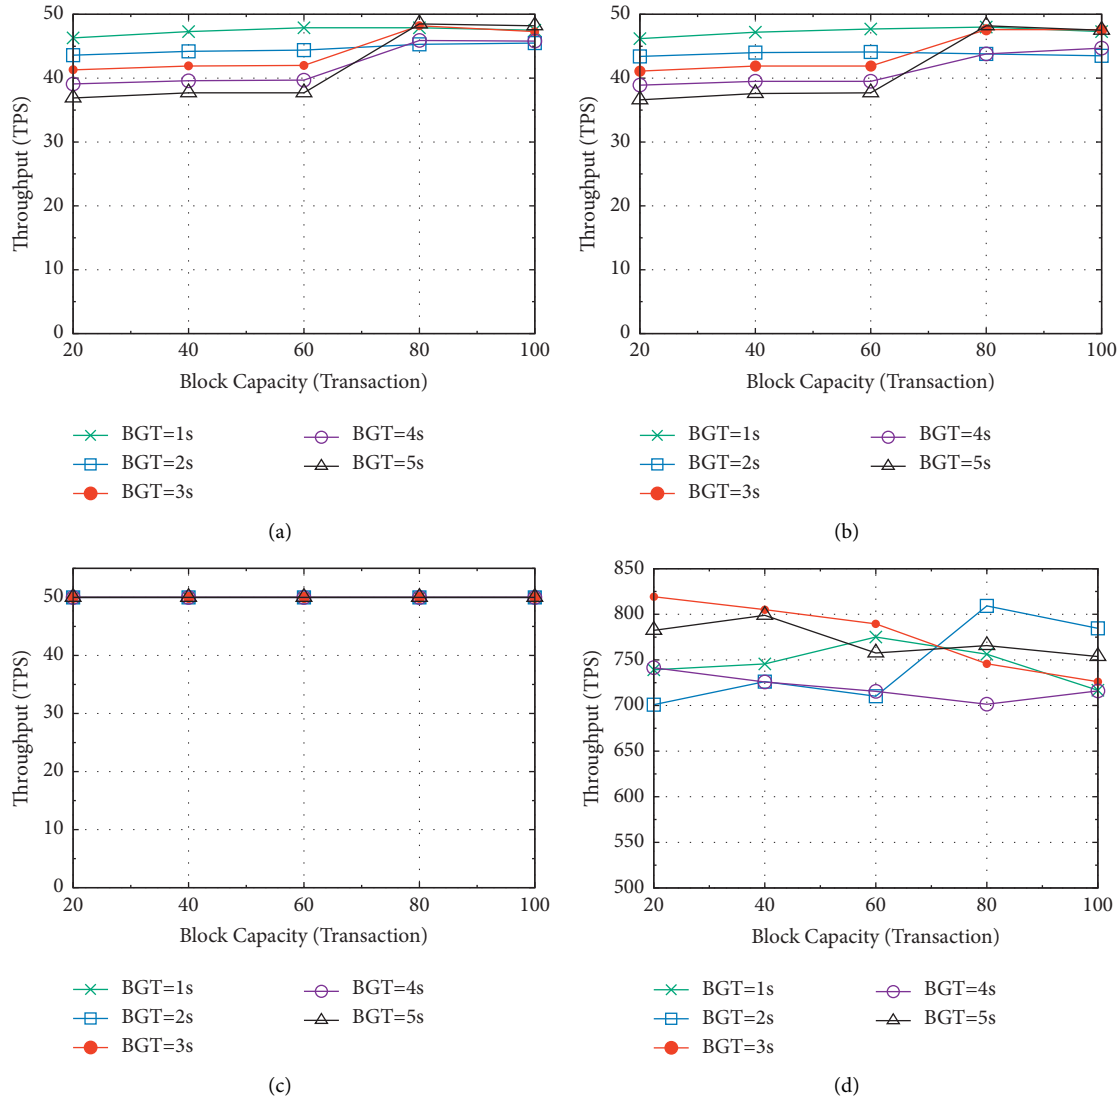 50
40
30
20
10
0
Throughput (TPS)
20 40 60 80 100
Block Capacity (Transaction)
BGT=1s BGT=4s
BGT=2s BGT=5s
BGT=3s
(a)
50
40
30
20
10
0
Throughput (TPS)
20 40 60 80 100
Block Capacity (Transaction)
BGT=1s BGT=4s
BGT=2s BGT=5s
BGT=3s
(b)
50
40
30
20
10
0
Throughput (TPS)
20 40 60 80 100
Block Capacity (Transaction)
BGT=1s BGT=4s
BGT=2s BGT=5s
BGT=3s
(c)
850
800
750
700
650
600
550
500
Throughput (TPS)
20 40 60 80 100
Block Capacity (Transaction)
BGT=1s BGT=4s
BGT=2s BGT=5s
BGT=3s
(d)